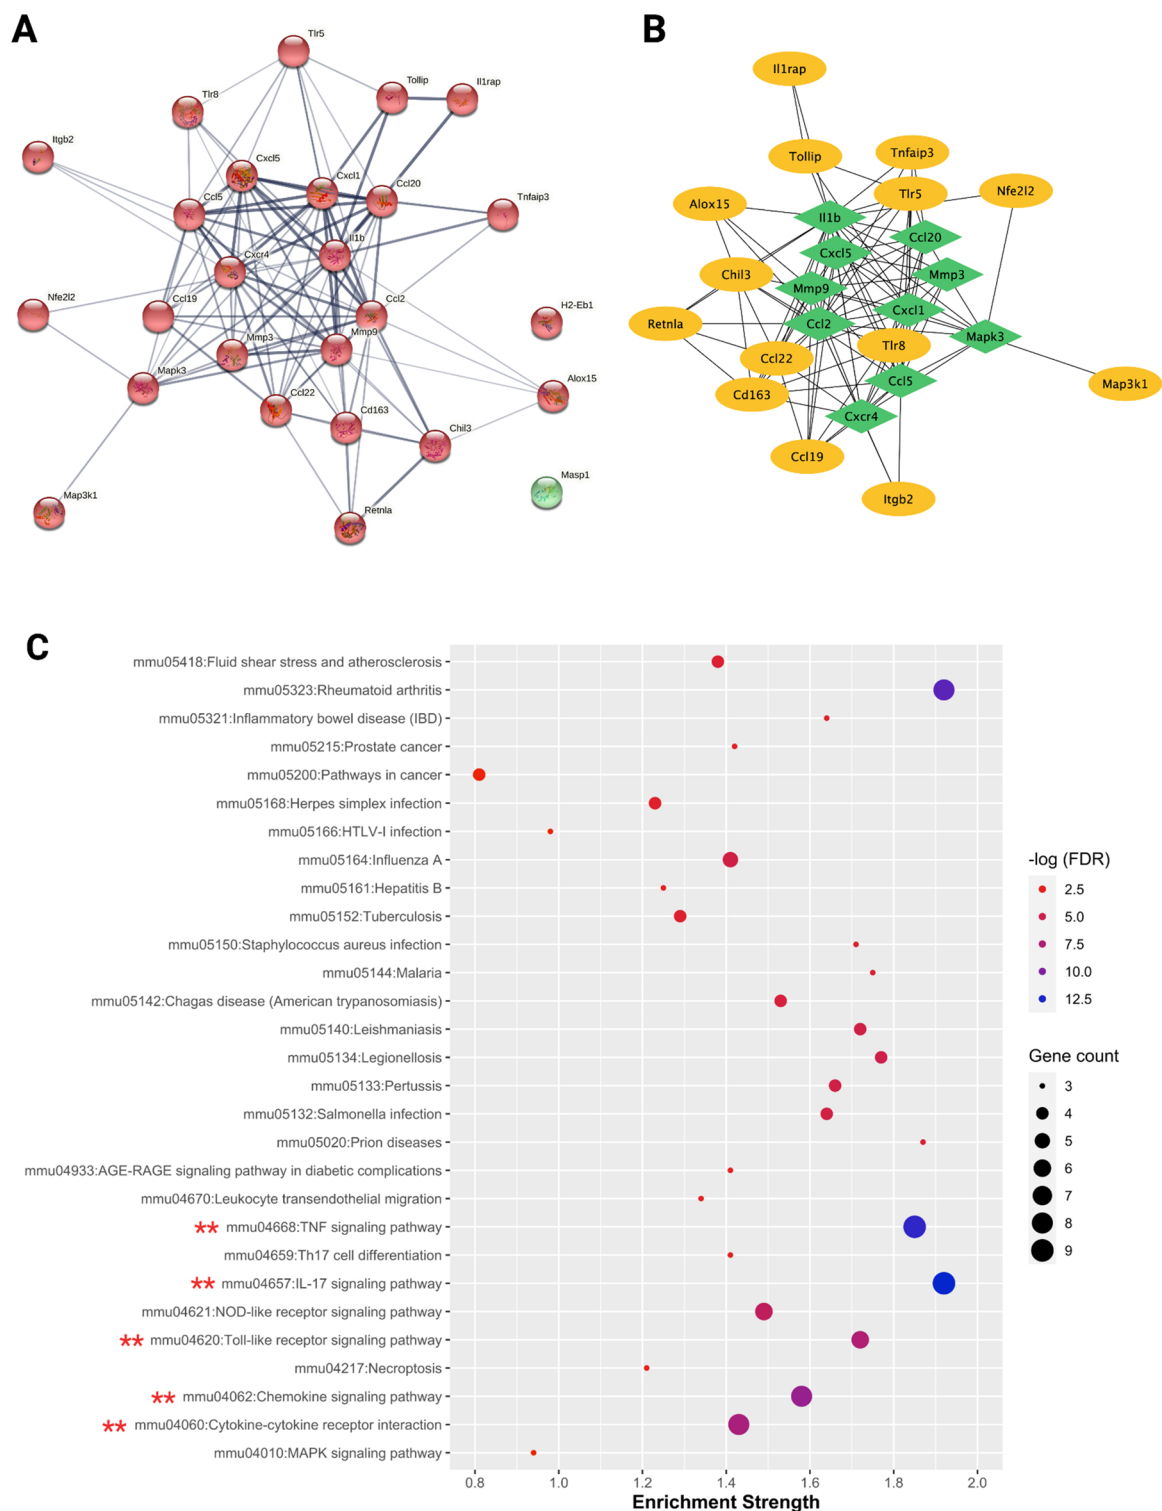 A
Tlr5
Tollip
Il1rap
Tlr8
Itgb2
Cxcl5
Cxcl1
Ccl20
Ccl5
Tnfaip3
Il1b
Cxcr4
Nfe2l2
Ccl19
Ccl2
H2-Eb1
Mmp3
Mmp9
Mapk3
Alox15
Ccl22
Cd163
Chil3
Masp1
Map3k1
Retnla
B
Il1rap
Tollip
Tnfaip3
Alox15
Tlr5
Nfe2l2
Il1b
Ccl20
Cxcl5
Chil3
Mmp3
Mmp9
Retnla
Ccl2
Cxcl1
Mapk3
Ccl22
Tlr8
Cd163
Ccl5
Map3k1
Cxcr4
Ccl19
Itgb2
C
mmu05418:Fluid shear stress and atherosclerosis
mmu05323:Rheumatoid arthritis
mmu05321:Inflammatory bowel disease (IBD)
mmu05215:Prostate cancer
mmu05200:Pathways in cancer
mmu05168:Herpes simplex infection
mmu05166:HTLV-I infection
mmu05164:Influenza A
mmu05161:Hepatitis B
mmu05152:Tuberculosis
mmu05150:Staphylococcus aureus infection
mmu05144:Malaria
mmu05142:Chagas disease (American trypanosomiasis)
mmu05140:Leishmaniasis
mmu05134:Legionellosis
mmu05133:Pertussis
mmu05132:Salmonella infection
mmu05020:Prion diseases
mmu04933:AGE-RAGE signaling pathway in diabetic complications
mmu04670:Leukocyte transendothelial migration
** mmu04668:TNF signaling pathway
mmu04659:Th17 cell differentiation
** mmu04657:IL-17 signaling pathway
mmu04621:NOD-like receptor signaling pathway
** mmu04620:Toll-like receptor signaling pathway
mmu04217:Necroptosis
** mmu04062:Chemokine signaling pathway
** mmu04060:Cytokine-cytokine receptor interaction
mmu04010:MAPK signaling pathway
0.8 1.0 1.2 1.4 1.6 1.8 2.0
Enrichment Strength
-log (FDR)
2.5
5.0
7.5
10.0
12.5
Gene count
3
4
5
6
7
8
9